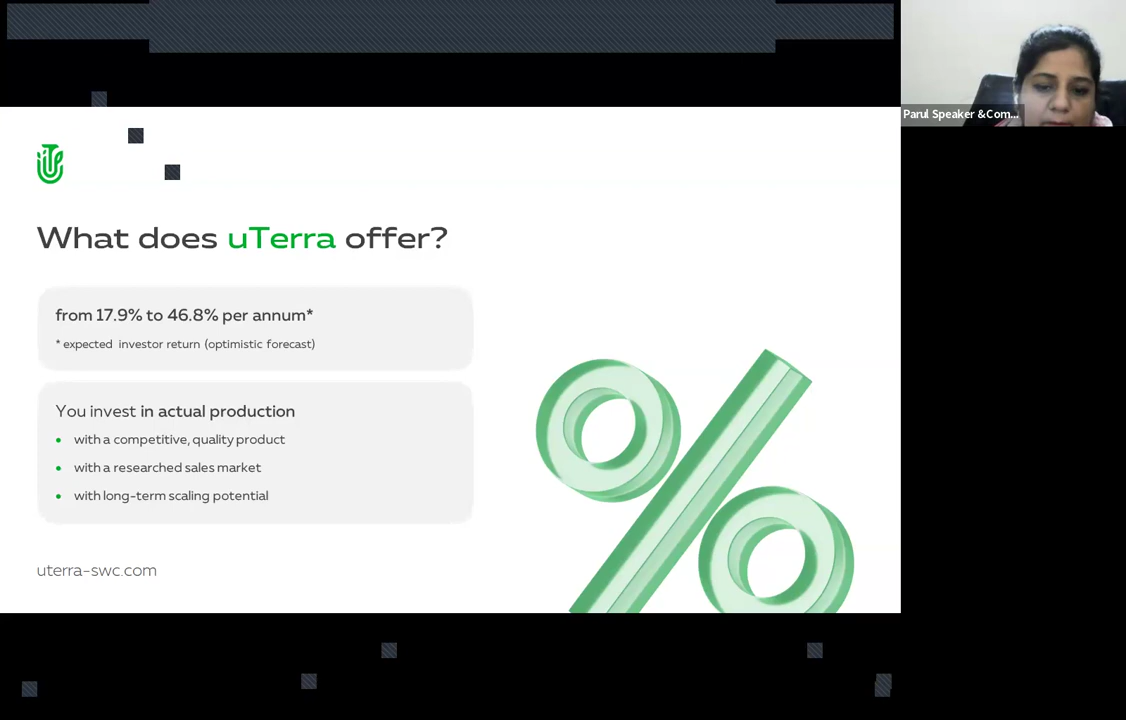 Parul Speaker &Com...
What does uTerra offer?
from 17.9% to 46.8% per annum*
* expected investor return (optimistic forecast)
You invest in actual production
• with a competitive, quality product
• with a researched sales market
• with long-term scaling potential
uterra-swc.com